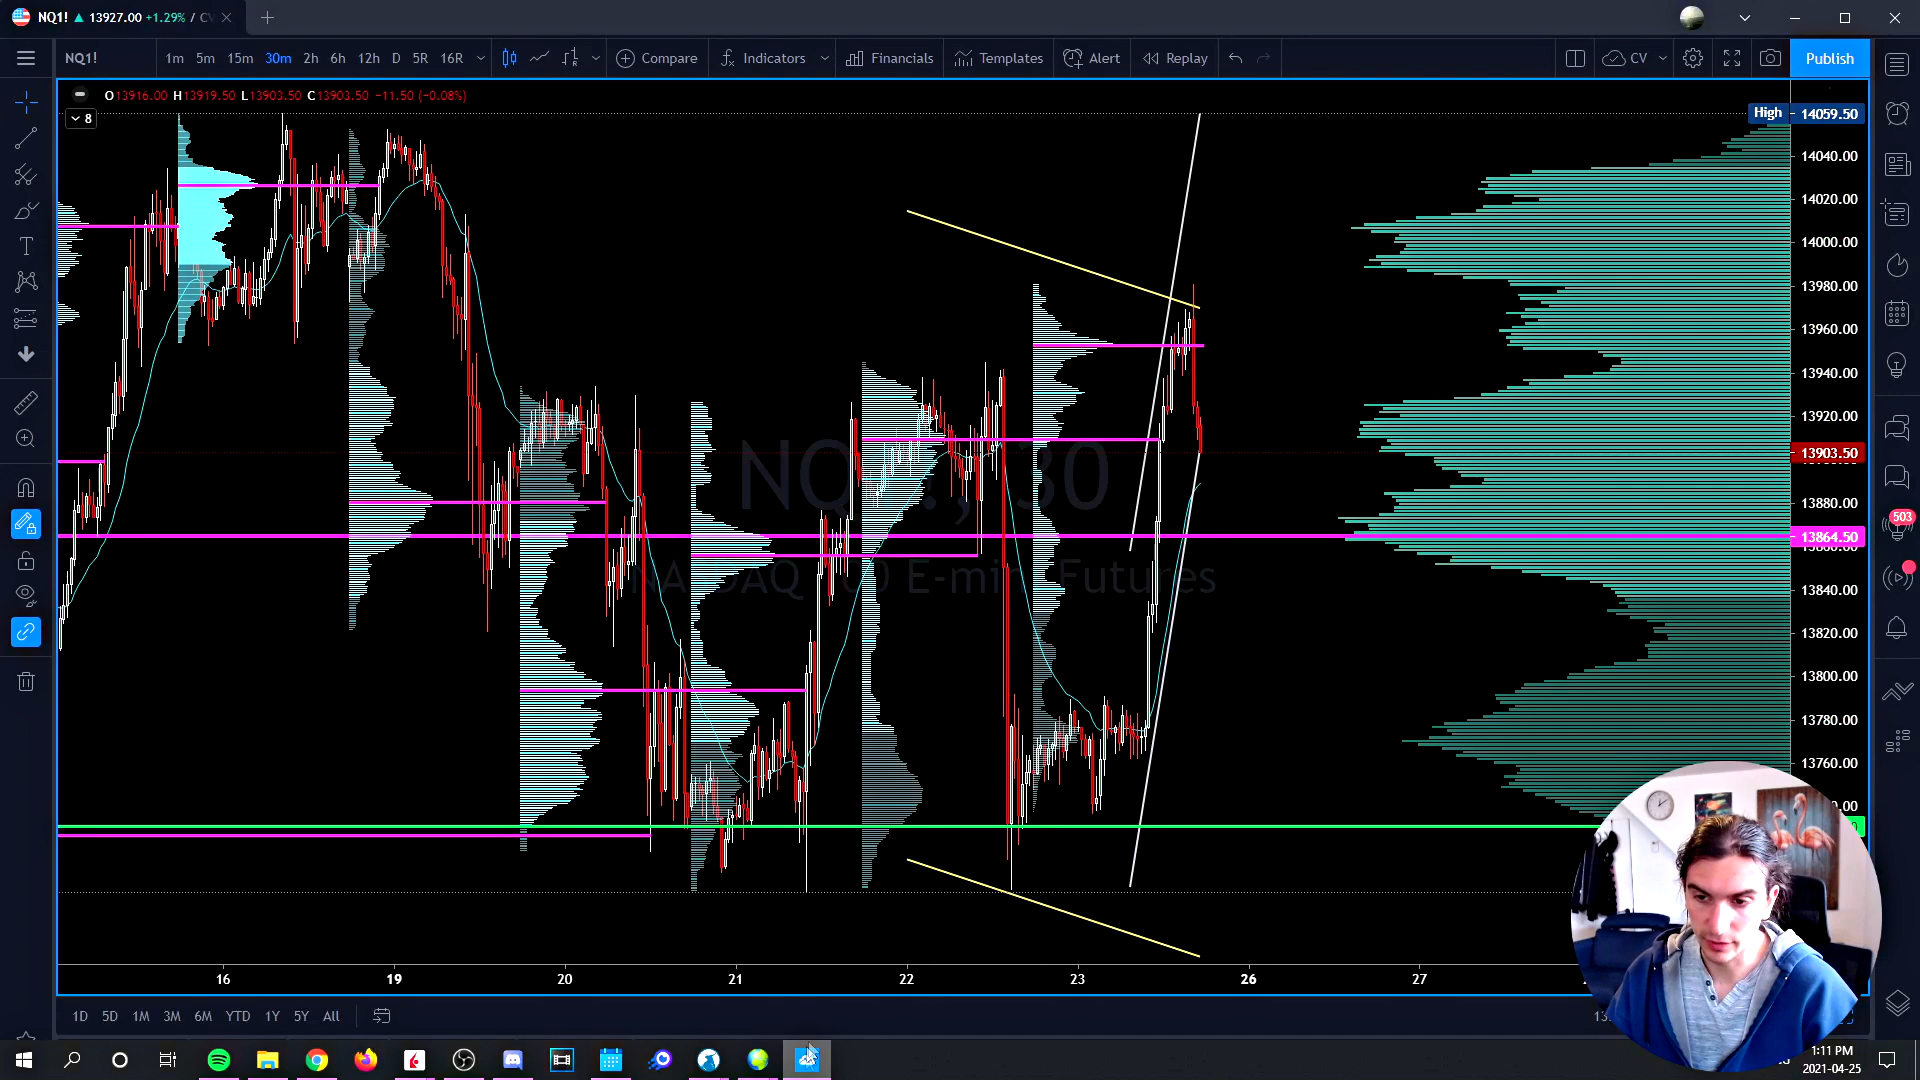 NQ1! ▲ 13927.00 +1.29% / CV
NQ1! 1m 5m 15m 30m 2h 6h 12h D 5R 16R Compare Indicators Financials Templates Alert Replay CV Publish
O13916.00 H13919.50 L13903.50 C13903.50 −11.50 (−0.08%)
8
High 14059.50
14040.00
14020.00
14000.00
13980.00
13960.00
13940.00
13920.00
13903.50
13880.00
13864.50
13840.00
13820.00
13800.00
13780.00
13760.00
503
NQ1!, 30
NASDAQ 100 E-mini Futures
16 19 20 21 22 23 26 27
1D 5D 1M 3M 6M YTD 1Y 5Y All
1:11 PM
2021-04-25